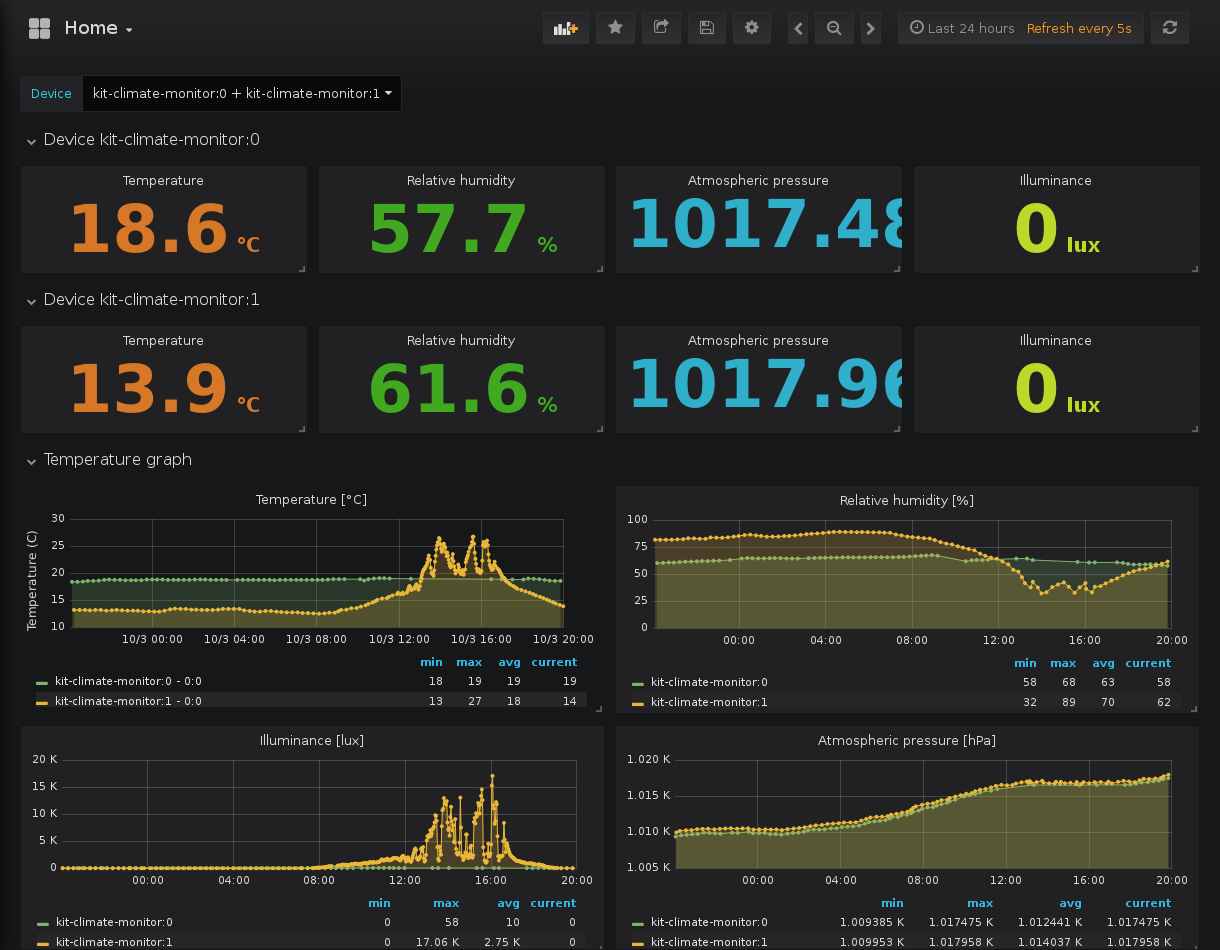 Home
Last 24 hours Refresh every 5s
Device kit-climate-monitor:0 + kit-climate-monitor:1
Device kit-climate-monitor:0
Temperature Relative humidity Atmospheric pressure Illuminance
18.6 °C 57.7 % 1017.48 0 lux
Device kit-climate-monitor:1
Temperature Relative humidity Atmospheric pressure Illuminance
13.9 °C 61.6 % 1017.96 0 lux
Temperature graph
Temperature [°C]
Temperature (C)
30
25
20
15
10
10/3 00:00 10/3 04:00 10/3 08:00 10/3 12:00 10/3 16:00 10/3 20:00
min max avg current
kit-climate-monitor:0 - 0:0 18 19 19 19
kit-climate-monitor:1 - 0:0 13 27 18 14
Relative humidity [%]
100
75
50
25
0
00:00 04:00 08:00 12:00 16:00 20:00
min max avg current
kit-climate-monitor:0 58 68 63 58
kit-climate-monitor:1 32 89 70 62
Illuminance [lux]
20 K
15 K
10 K
5 K
0
00:00 04:00 08:00 12:00 16:00 20:00
min max avg current
kit-climate-monitor:0 0 58 10 0
kit-climate-monitor:1 0 17.06 K 2.75 K 0
Atmospheric pressure [hPa]
1.020 K
1.015 K
1.010 K
1.005 K
00:00 04:00 08:00 12:00 16:00 20:00
min max avg current
kit-climate-monitor:0 1.009385 K 1.017475 K 1.012441 K 1.017475 K
kit-climate-monitor:1 1.009953 K 1.017958 K 1.014037 K 1.017958 K